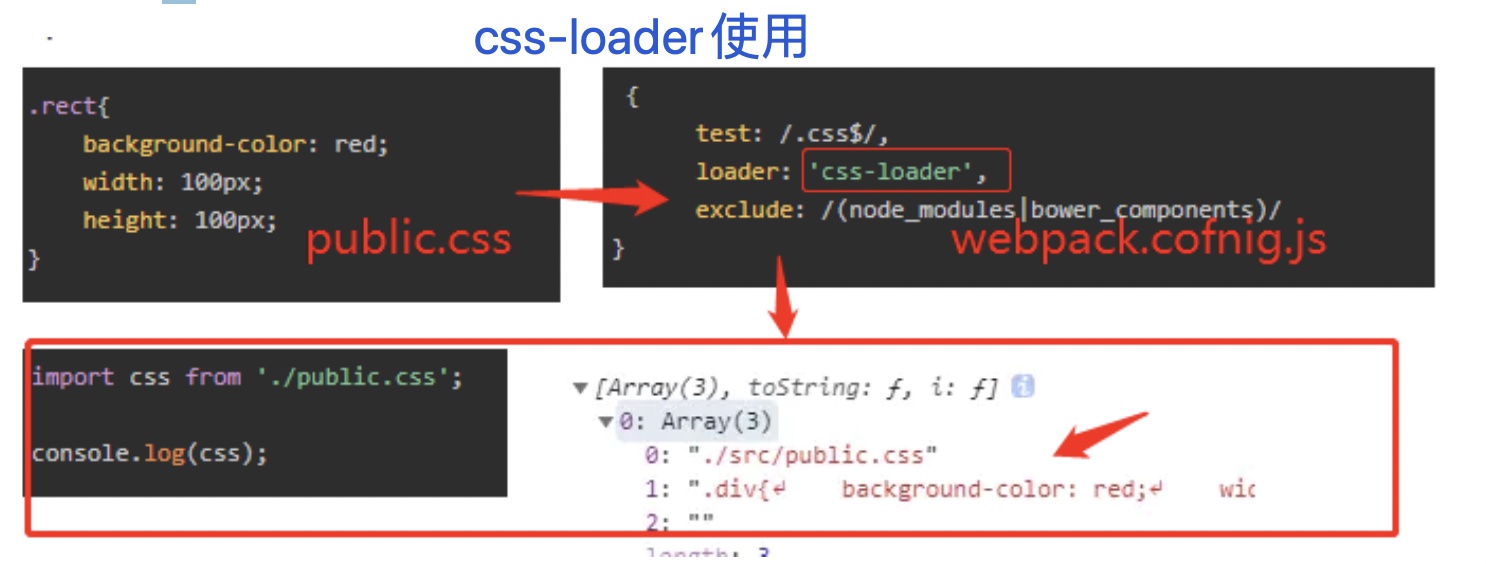 css-loader使用
.rect{
background-color: red;
width: 100px;
height: 100px;
}
public.css
{
test: /.css$/,
loader: 'css-loader',
exclude: /(node_modules|bower_components)/
}
webpack.cofnig.js
import css from './public.css';
console.log(css);
▼[Array(3), toString: ƒ, i: ƒ] i
▼0: Array(3)
0: "./src/public.css"
1: ".div{↵    background-color: red;↵    wid
2: ""
length: 3